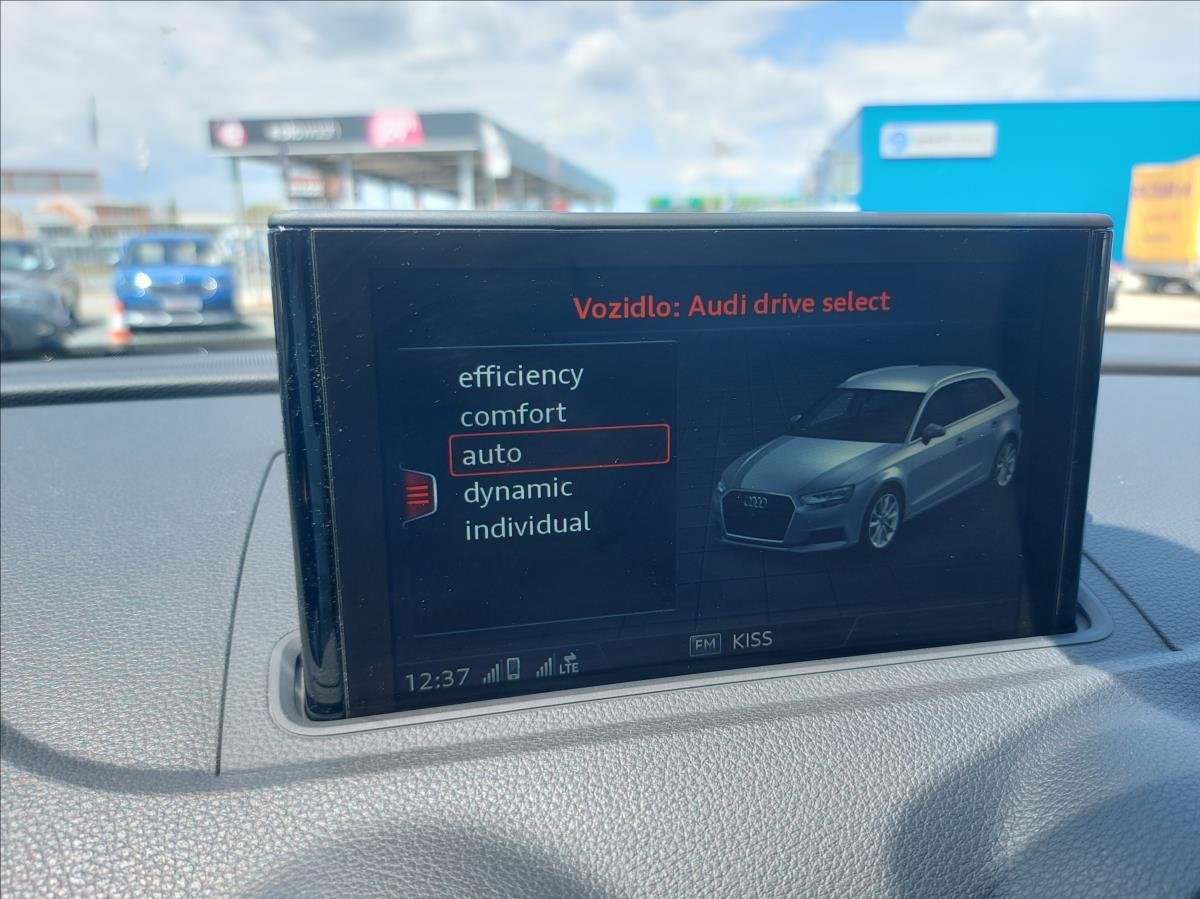 Vozidlo: Audi drive select
efficiency
comfort
auto
dynamic
individual
FM KISS
12:37 LTE